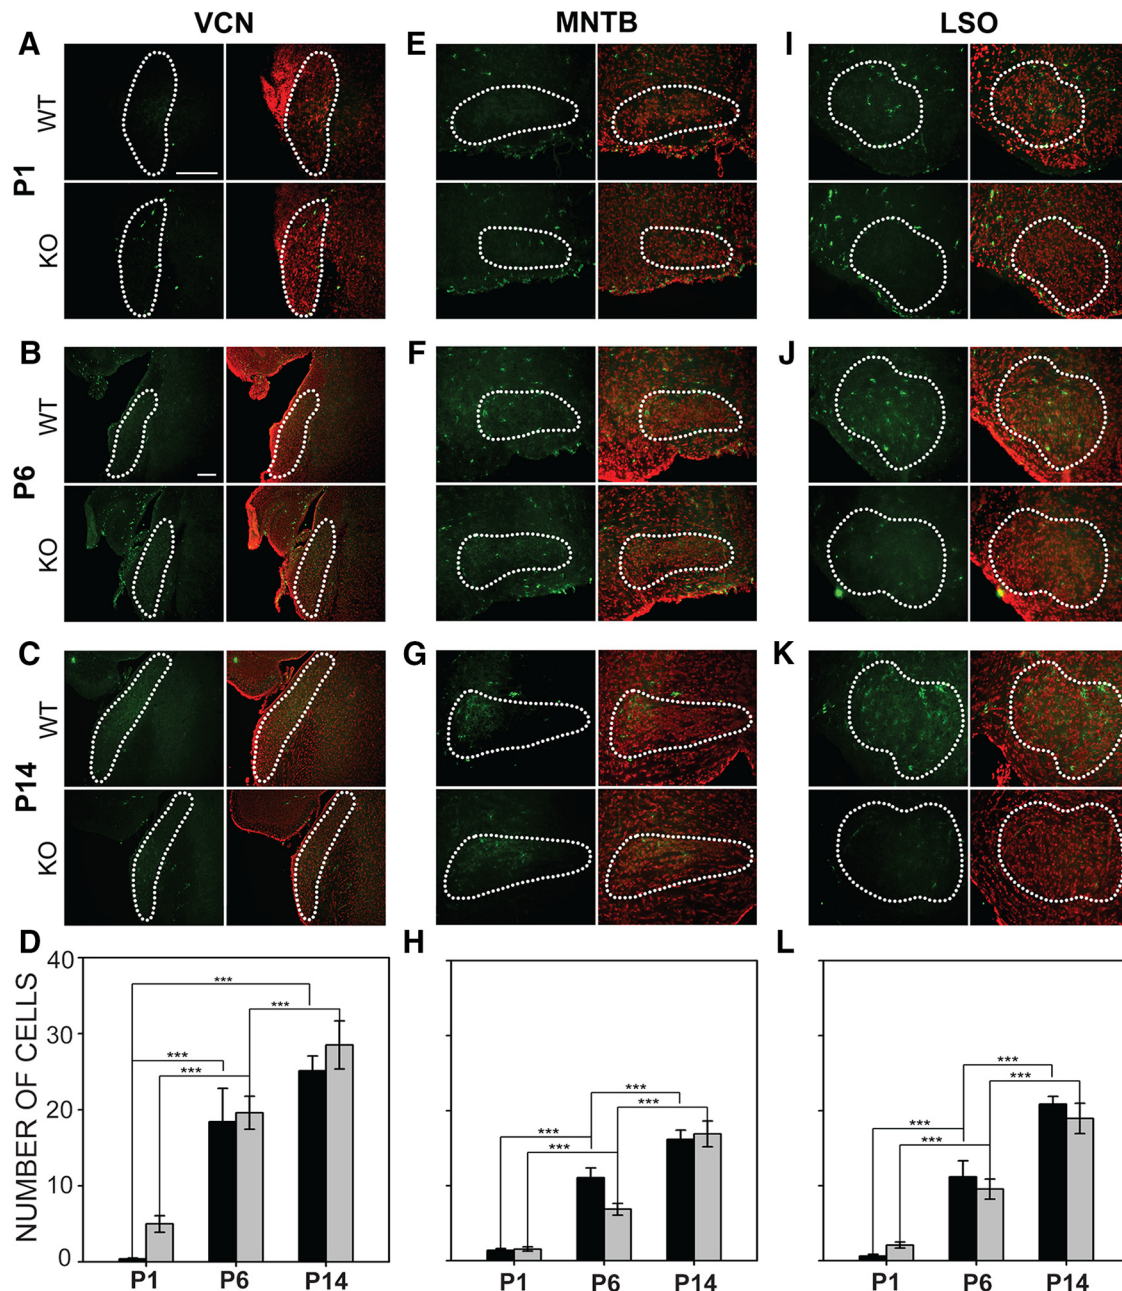 VCN MNTB LSO
A E I
WT
P1
KO
B F J
WT
P6
KO
C G K
WT
P14
KO
D H L
NUMBER OF CELLS
40
30
20
10
0
*** *** *** ***
*** *** *** ***
*** *** *** ***
P1 P6 P14 P1 P6 P14 P1 P6 P14